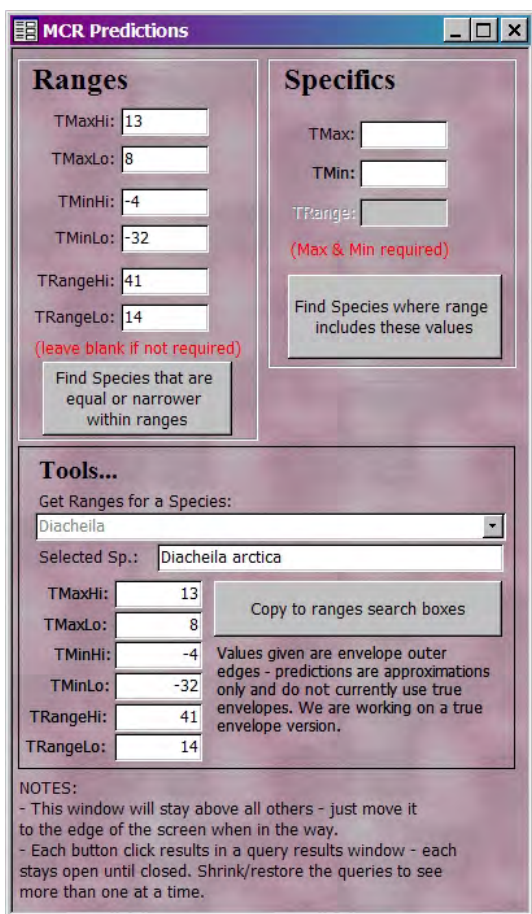 MCR Predictions
Ranges
TMaxHi: 13
TMaxLo: 8
TMinHi: -4
TMinLo: -32
TRangeHi: 41
TRangeLo: 14
(leave blank if not required)
Find Species that are
equal or narrower
within ranges
Specifics
TMax:
TMin:
TRange:
(Max & Min required)
Find Species where range
includes these values
Tools...
Get Ranges for a Species:
Diacheila
Selected Sp.: Diacheila arctica
TMaxHi: 13
TMaxLo: 8
TMinHi: -4
TMinLo: -32
TRangeHi: 41
TRangeLo: 14
Copy to ranges search boxes
Values given are envelope outer
edges - predictions are approximations
only and do not currently use true
envelopes. We are working on a true
envelope version.
NOTES:
- This window will stay above all others - just move it
to the edge of the screen when in the way.
- Each button click results in a query results window - each
stays open until closed. Shrink/restore the queries to see
more than one at a time.